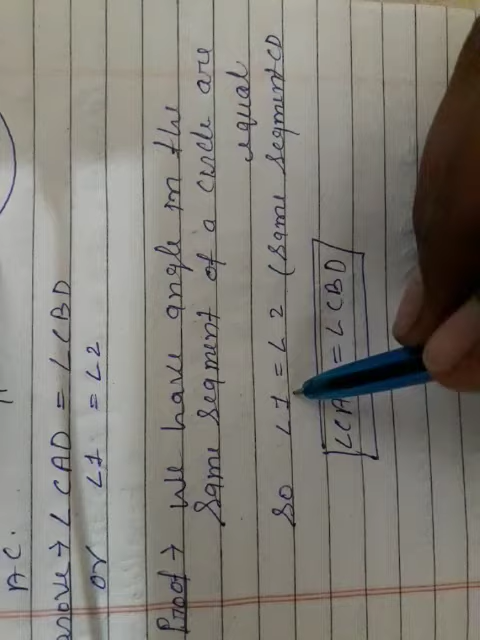 AC.
prove → ∠CAD = ∠CBD
or ∠1 = ∠2
Proof → We have angle in the
same segment of a circle are
equal
so ∠1 = ∠2 (same segment CD
∠CA = ∠CBD